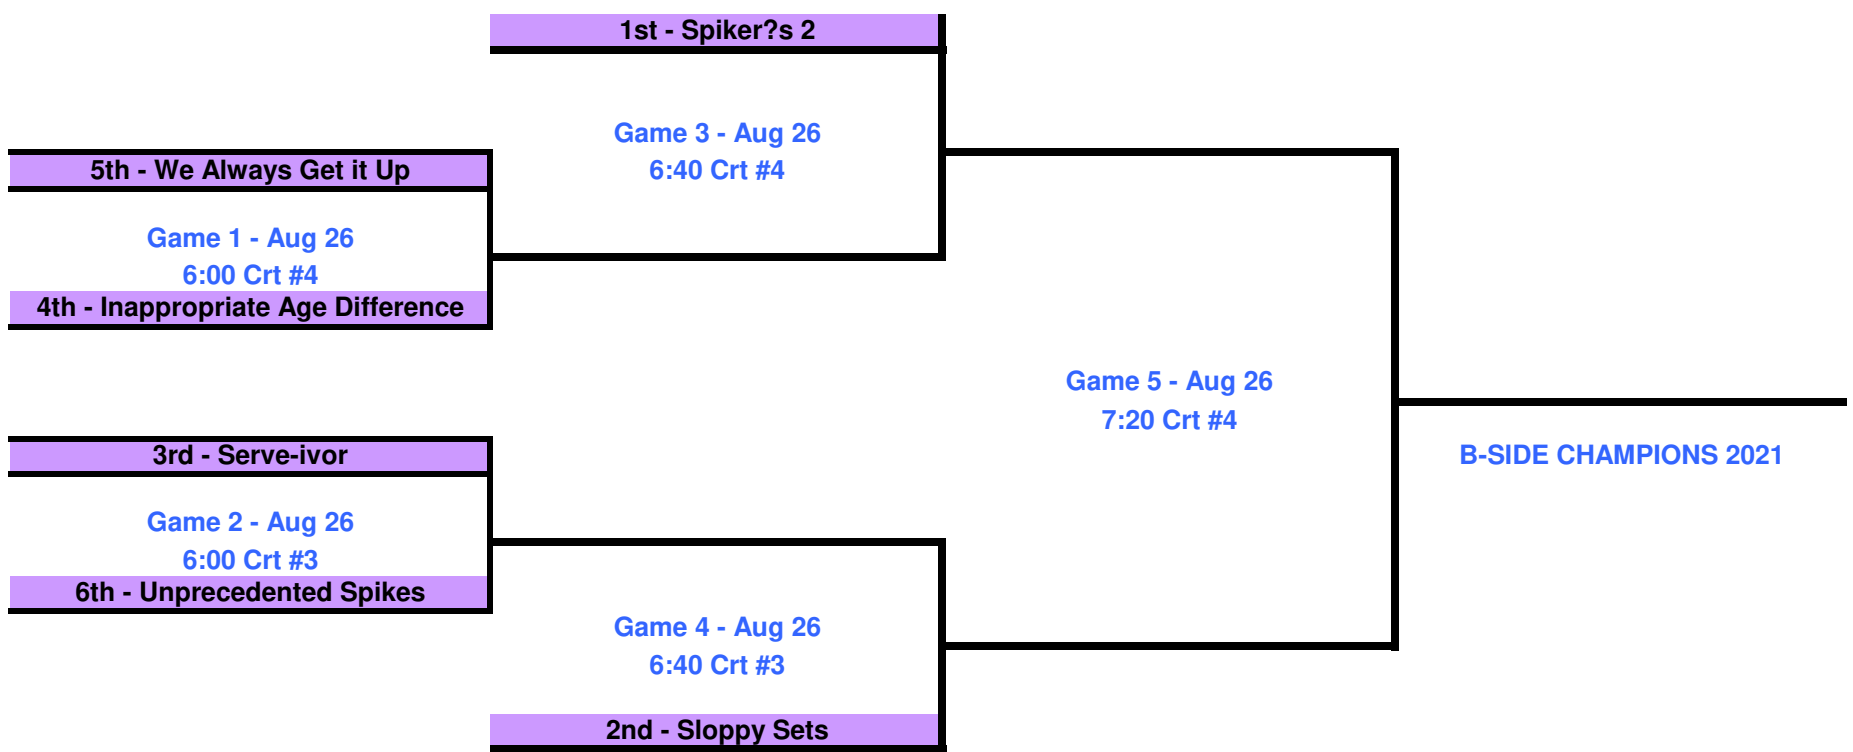 1st - Spiker?s 2
Game 3 - Aug 26
6:40 Crt #4
5th - We Always Get it Up
Game 1 - Aug 26
6:00 Crt #4
4th - Inappropriate Age Difference
Game 5 - Aug 26
7:20 Crt #4
B-SIDE CHAMPIONS 2021
3rd - Serve-ivor
Game 2 - Aug 26
6:00 Crt #3
6th - Unprecedented Spikes
Game 4 - Aug 26
6:40 Crt #3
2nd - Sloppy Sets